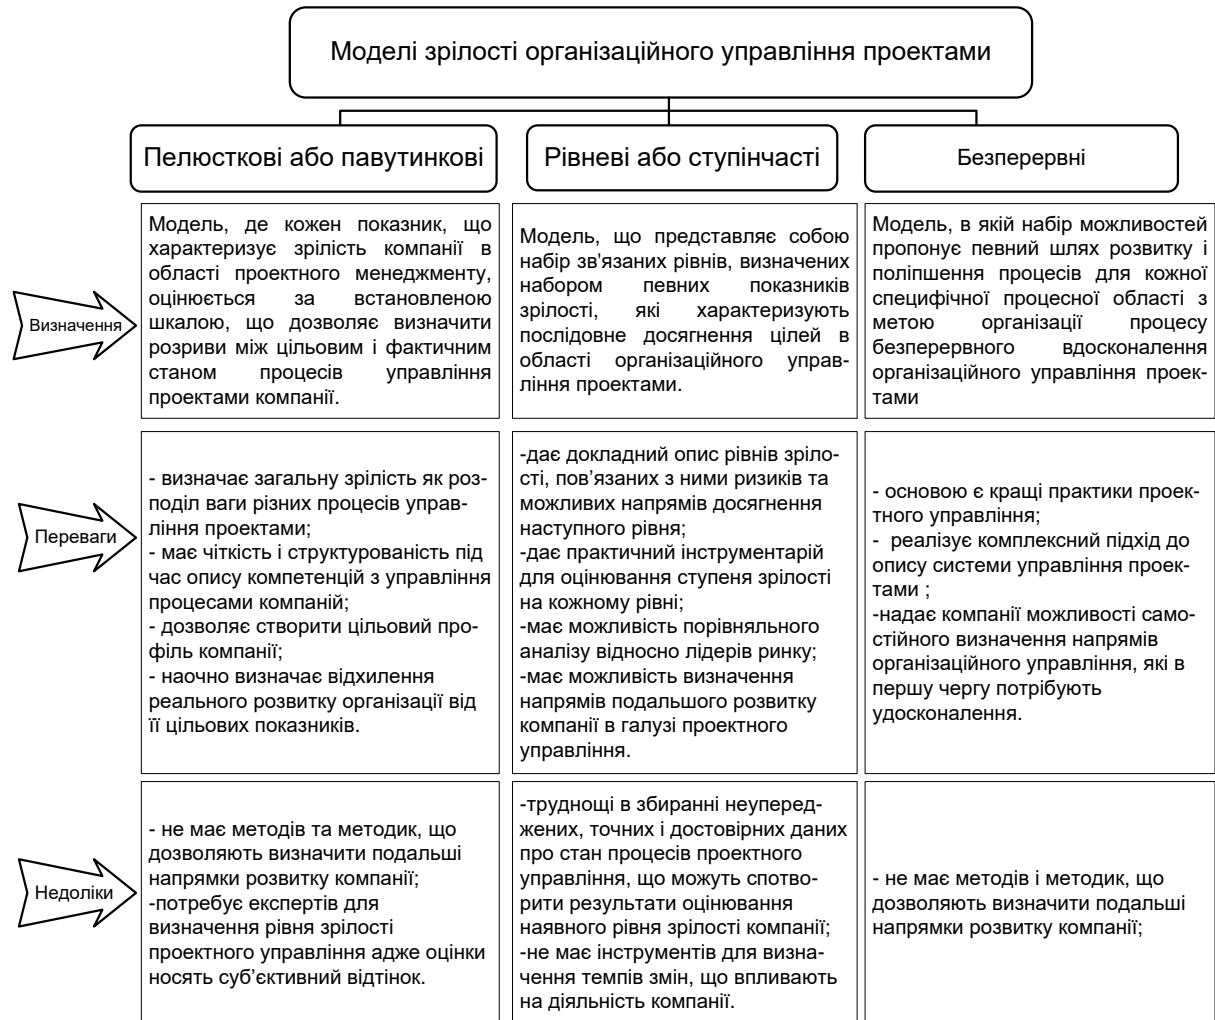 Моделі зрілості організаційного управління проектами
Пелюсткові або павутинкові
Рівневі або ступінчасті
Безперервні
Визначення
Модель, де кожен показник, що
характеризує зрілість компанії в
області проектного менеджменту,
оцінюється за встановленою
шкалою, що дозволяє визначити
розриви між цільовим і фактичним
станом процесів управління
проектами компанії.
Модель, що представляє собою
набір зв'язаних рівнів, визначених
набором певних показників
зрілості, які характеризують
послідовне досягнення цілей в
області організаційного управ-
ління проектами.
Модель, в якій набір можливостей
пропонує певний шлях розвитку і
поліпшення процесів для кожної
специфічної процесної області з
метою організації процесу
безперервного вдосконалення
організаційного управління проек-
тами
Переваги
- визначає загальну зрілість як роз-
поділ ваги різних процесів управ-
ління проектами;
- має чіткість і структурованість під
час опису компетенцій з управління
процесами компаній;
- дозволяє створити цільовий про-
філь компанії;
- наочно визначає відхилення
реального розвитку організації від
її цільових показників.
-дає докладний опис рівнів зріло-
сті, пов’язаних з ними ризиків та
можливих напрямів досягнення
наступного рівня;
-дає практичний інструментарій
для оцінювання ступеня зрілості
на кожному рівні;
-має можливість порівняльного
аналізу відносно лідерів ринку;
-має можливість визначення
напрямів подальшого розвитку
компанії в галузі проектного
управління.
- основою є кращі практики проек-
тного управління;
- реалізує комплексний підхід до
опису системи управління проек-
тами ;
-надає компанії можливості само-
стійного визначення напрямів
організаційного управління, які в
першу чергу потрібують
удосконалення.
Недоліки
- не має методів та методик, що
дозволяють визначити подальші
напрямки розвитку компанії;
-потребує експертів для
визначення рівня зрілості
проектного управління адже оцінки
носять суб’єктивний відтінок.
-труднощі в збиранні неуперед-
жених, точних і достовірних даних
про стан процесів проектного
управління, що можуть спотво-
рити результати оцінювання
наявного рівня зрілості компанії;
-не має інструментів для визна-
чення темпів змін, що впливають
на діяльність компанії.
- не має методів і методик, що
дозволяють визначити подальші
напрямки розвитку компанії;